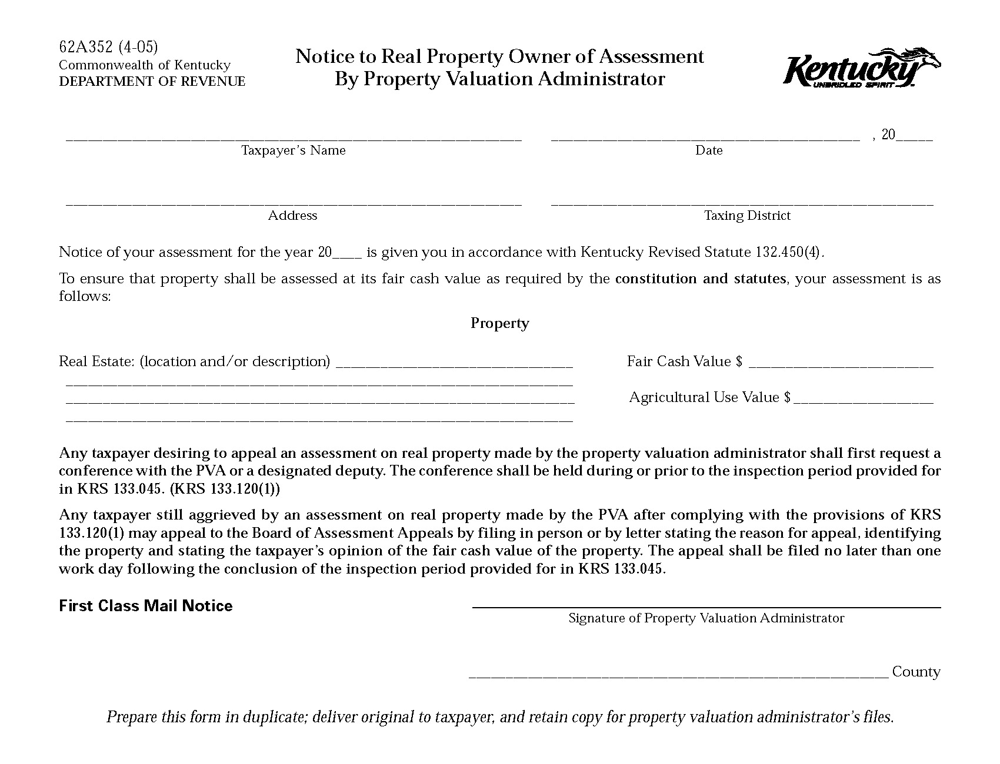 62A352 (4-05)
Commonwealth of Kentucky
DEPARTMENT OF REVENUE
Notice to Real Property Owner of Assessment
By Property Valuation Administrator
Kentucky
UNBRIDLED SPIRIT™
_____ , 20_____
Taxpayer's Name Date
Address Taxing District
Notice of your assessment for the year 20____ is given you in accordance with Kentucky Revised Statute 132.450(4).
To ensure that property shall be assessed at its fair cash value as required by the constitution and statutes, your assessment is as
follows:
Property
Real Estate: (location and/or description) ________________________________ Fair Cash Value $ _________________________
Agricultural Use Value $ ___________________
Any taxpayer desiring to appeal an assessment on real property made by the property valuation administrator shall first request a
conference with the PVA or a designated deputy. The conference shall be held during or prior to the inspection period provided for
in KRS 133.045. (KRS 133.120(1))
Any taxpayer still aggrieved by an assessment on real property made by the PVA after complying with the provisions of KRS
133.120(1) may appeal to the Board of Assessment Appeals by filing in person or by letter stating the reason for appeal, identifying
the property and stating the taxpayer's opinion of the fair cash value of the property. The appeal shall be filed no later than one
work day following the conclusion of the inspection period provided for in KRS 133.045.
First Class Mail Notice
Signature of Property Valuation Administrator
_________________________________________________________ County
Prepare this form in duplicate; deliver original to taxpayer, and retain copy for property valuation administrator's files.